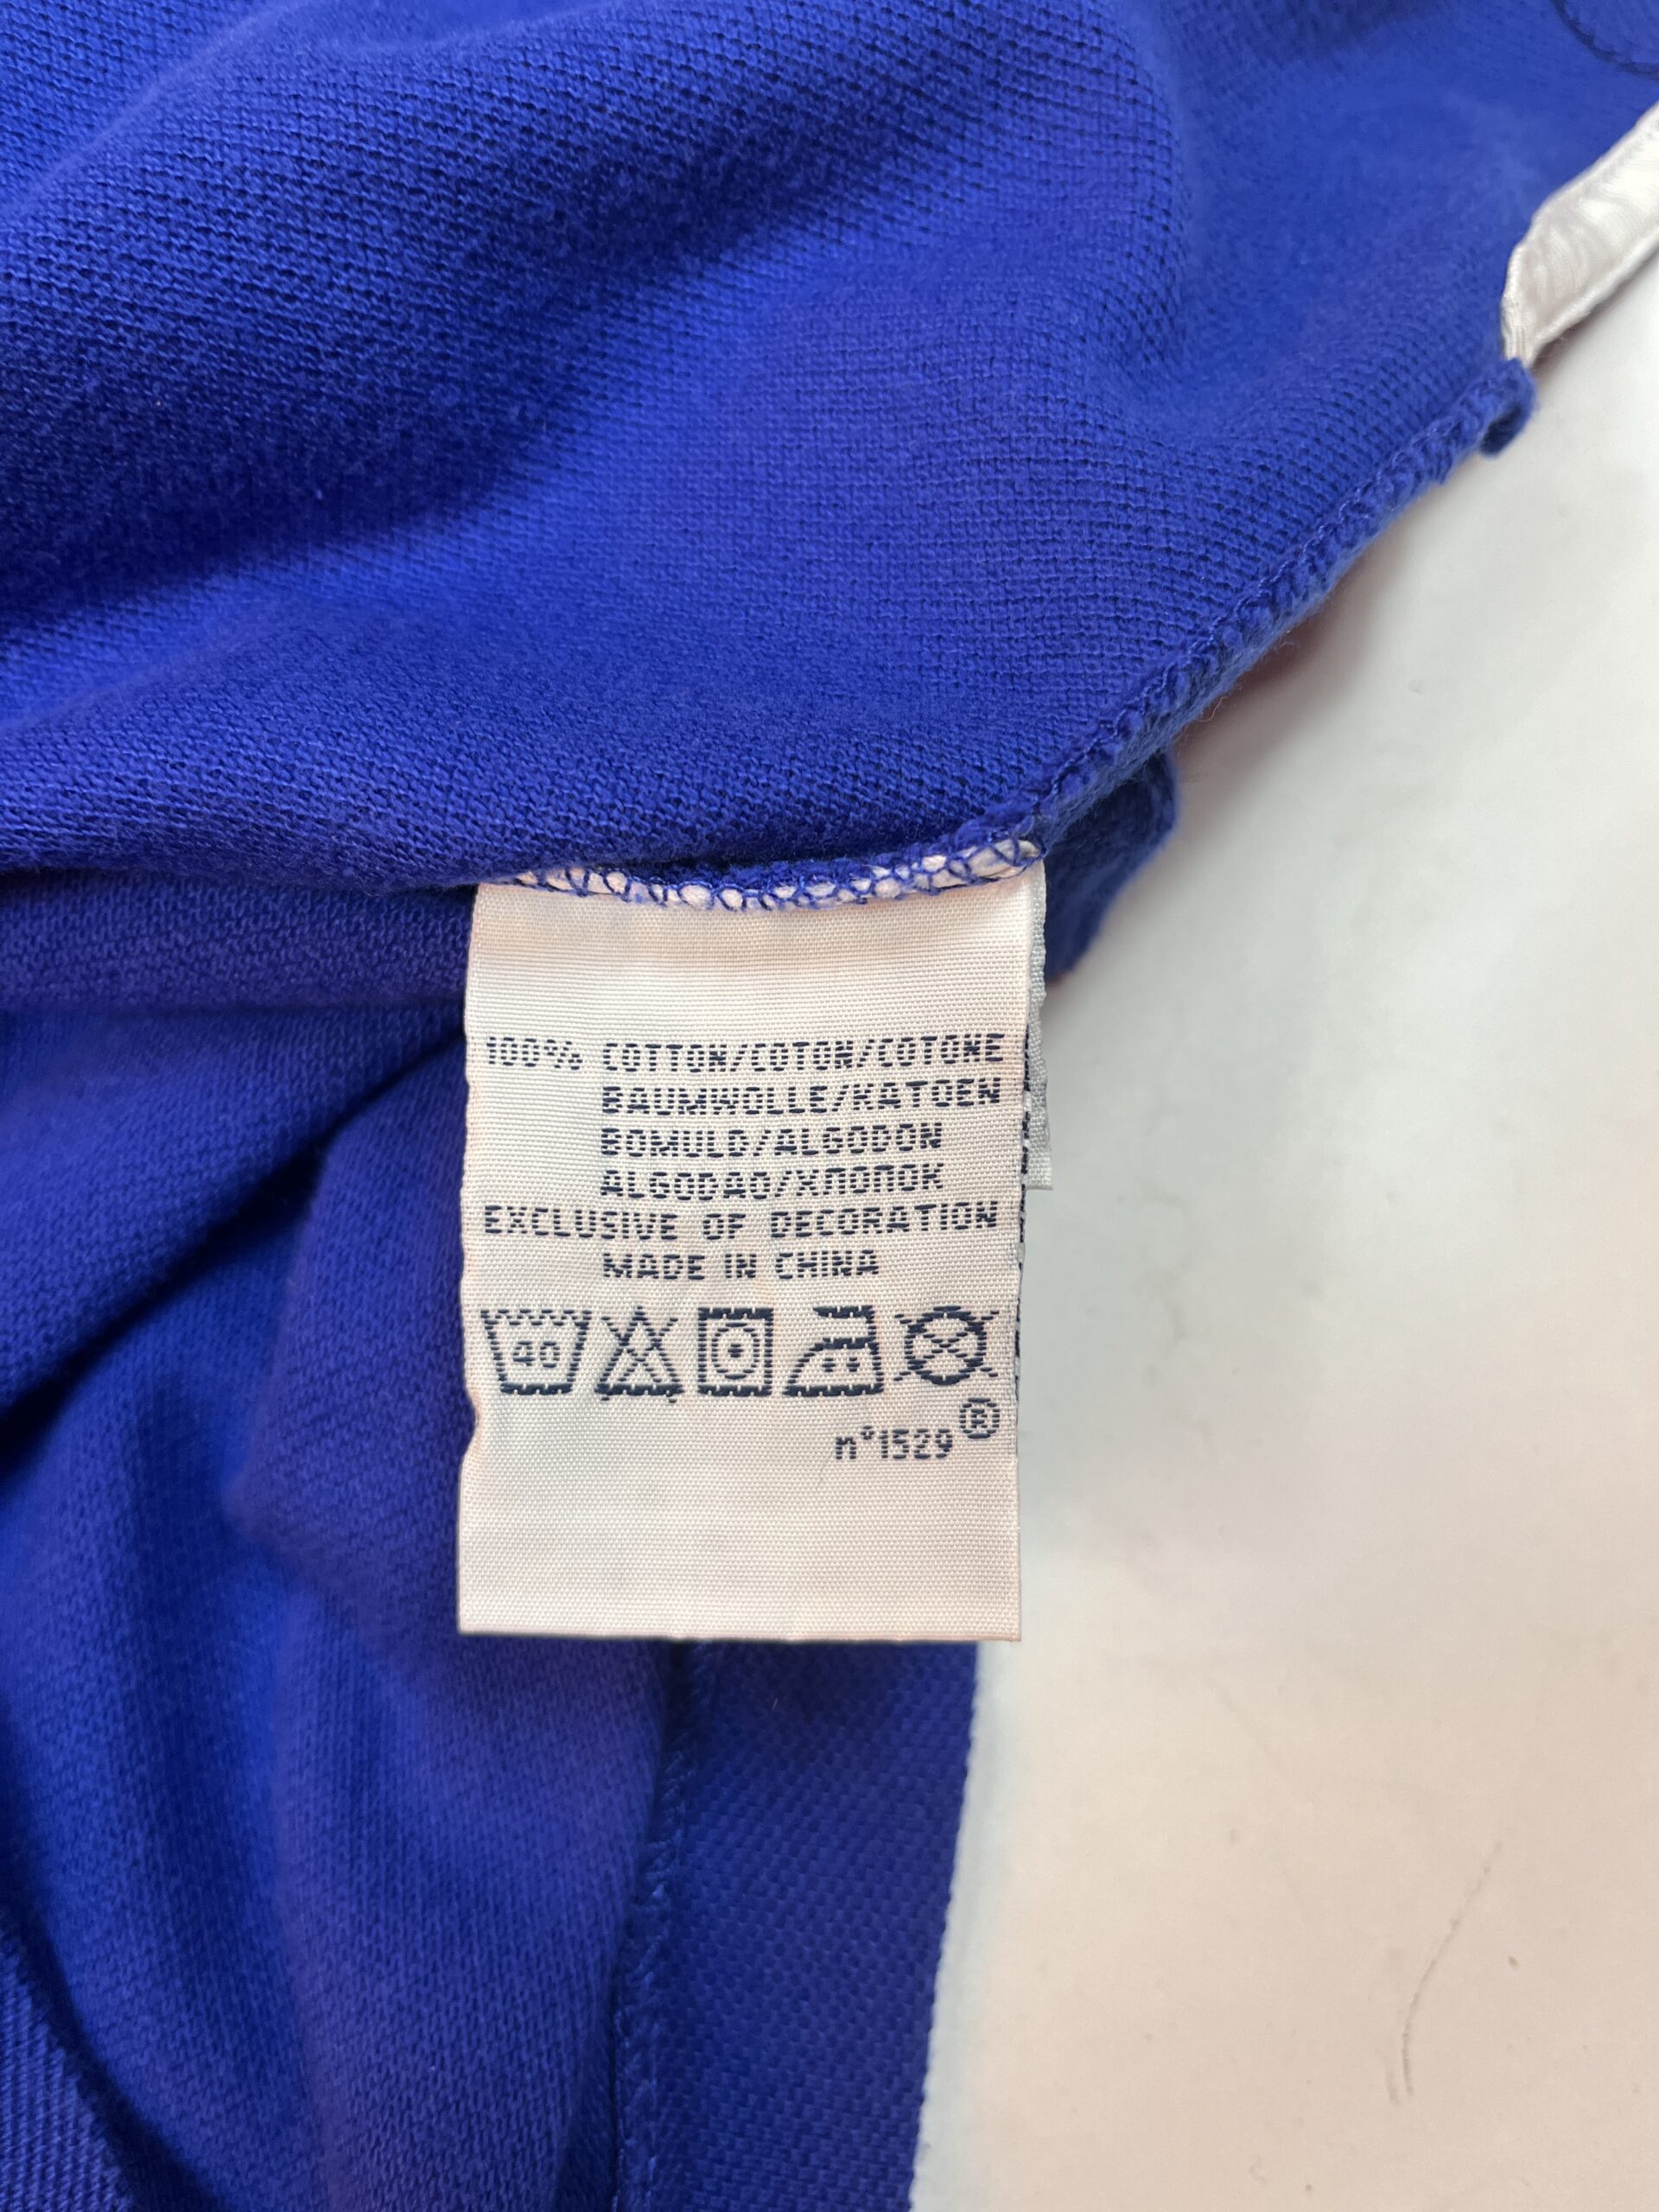 100% COTTON/COTON/COTONE
BAUMWOLLE/KATOEN
BOMULD/ALGODON
ALGODAO/ХЛОПОК
EXCLUSIVE OF DECORATION
MADE IN CHINA
40
n°1529®